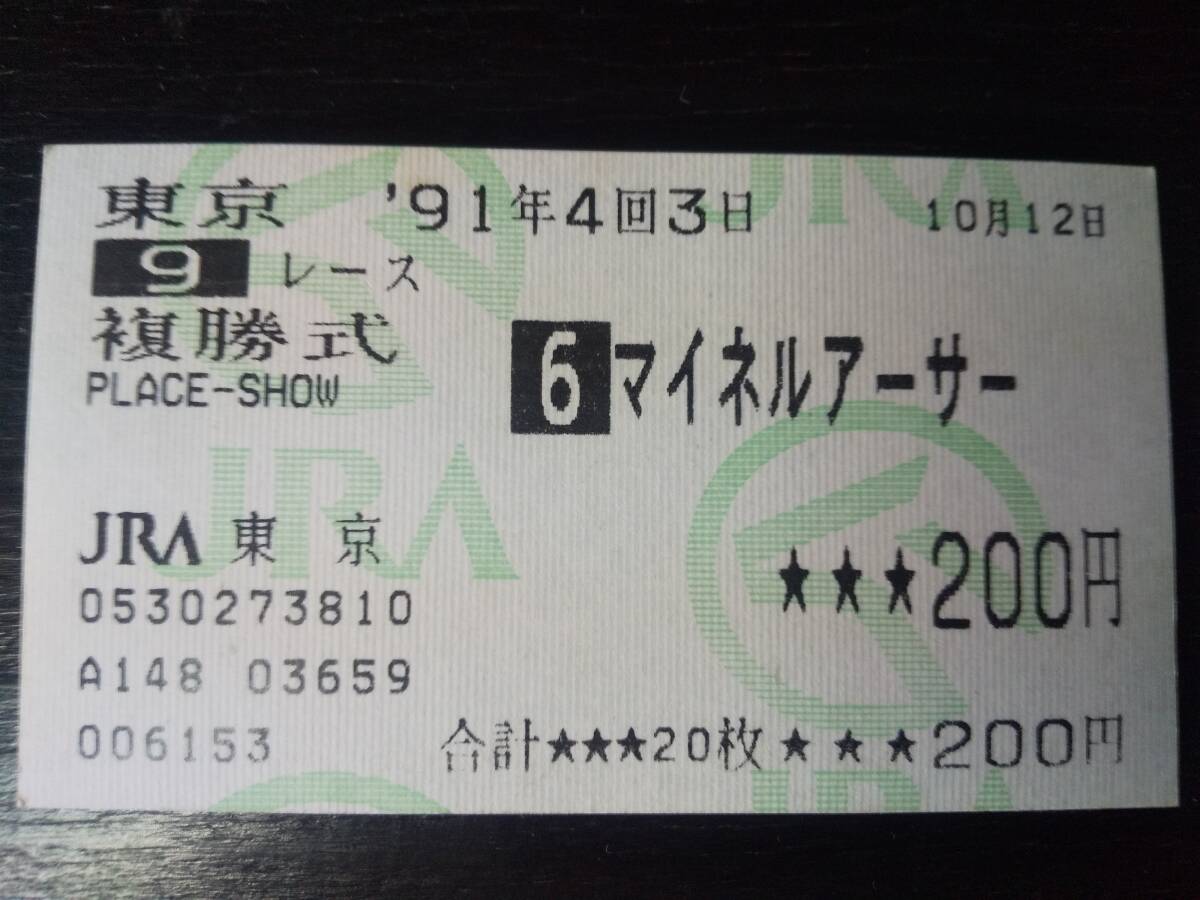 東京 '91年4回3日 10月12日
9 レース
複勝式
PLACE-SHOW
6 マイネルアーサー
JRA 東京
★★★200円
0530273810
A148 03659
006153 合計★★★20枚★★★200円